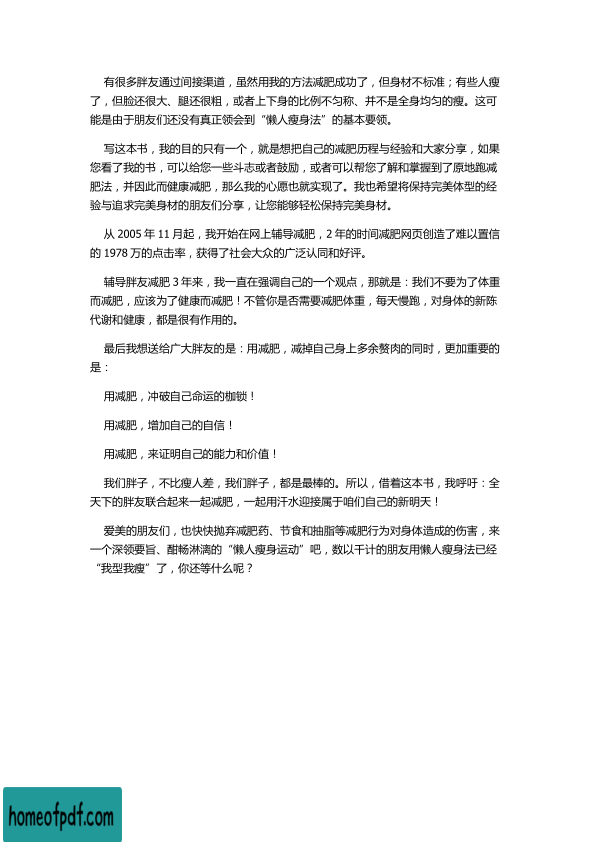 有很多胖友通过间接渠道，虽然用我的方法减肥成功了，但身材不标准；有些人瘦
了，但脸还很大、腿还很粗，或者上下身的比例不匀称、并不是全身均匀的瘦。这可
能是由于朋友们还没有真正领会到“懒人瘦身法”的基本要领。
写这本书，我的目的只有一个，就是想把自己的减肥历程与经验和大家分享，如果
您看了我的书，可以给您一些斗志或者鼓励，或者可以帮您了解和掌握到了原地跑减
肥法，并因此而健康减肥，那么我的心愿也就实现了。我也希望将保持完美体型的经
验与追求完美身材的朋友们分享，让您能够轻松保持完美身材。
从 2005 年 11 月起，我开始在网上辅导减肥，2 年的时间减肥网页创造了难以置信
的 1978 万的点击率，获得了社会大众的广泛认同和好评。
辅导胖友减肥 3 年来，我一直在强调自己的一个观点，那就是：我们不要为了体重
而减肥，应该为了健康而减肥！不管你是否需要减肥体重，每天慢跑，对身体的新陈
代谢和健康，都是很有作用的。
最后我想送给广大胖友的是：用减肥，减掉自己身上多余赘肉的同时，更加重要的
是：
用减肥，冲破自己命运的枷锁！
用减肥，增加自己的自信！
用减肥，来证明自己的能力和价值！
我们胖子，不比瘦人差，我们胖子，都是最棒的。所以，借着这本书，我呼吁：全
天下的胖友联合起来一起减肥，一起用汗水迎接属于咱们自己的新明天！
爱美的朋友们，也快快抛弃减肥药、节食和抽脂等减肥行为对身体造成的伤害，来
一个深领要旨、酣畅淋漓的“懒人瘦身运动”吧，数以千计的朋友用懒人瘦身法已经
“我型我瘦”了，你还等什么呢？
homeofpdf.com